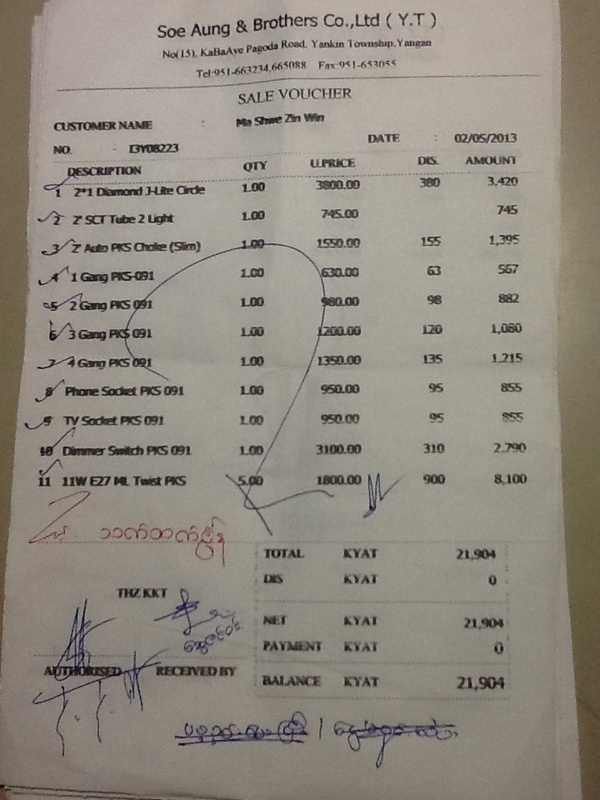 Soe Aung & Brothers Co.,Ltd ( Y.T )
No(15), KaBaAye Pagoda Road, Yankin Township,Yangan
Tel:951-663234,665088 Fax:951-653055
SALE VOUCHER
CUSTOMER NAME : Ma Shwe Zin Win
NO. : I3Y08223 DATE : 02/05/2013
DESCRIPTION QTY U.PRICE DIS. AMOUNT
1 2*1 Diamond J-Lite Circle 1.00 3800.00 380 3,420
2 2' SCT Tube 2 Light 1.00 745.00 745
3 2' Auto PKS Choke (Slim) 1.00 1550.00 155 1,395
4 1 Gang PKS-091 1.00 630.00 63 567
5 2 Gang PKS 091 1.00 980.00 98 882
6 3 Gang PKS 091 1.00 1200.00 120 1,080
7 4 Gang PKS 091 1.00 1350.00 135 1,215
8 Phone Socket PKS 091 1.00 950.00 95 855
9 TV Socket PKS 091 1.00 950.00 95 855
10 Dimmer Switch PKS 091 1.00 3100.00 310 2,790
11 11W E27 ML Twist PKS 5.00 1800.00 900 8,100
TOTAL KYAT 21,904
DIS KYAT 0
THZ.KKT
NET KYAT 21,904
PAYMENT KYAT 0
AUTHORISED RECEIVED BY
BALANCE KYAT 21,904